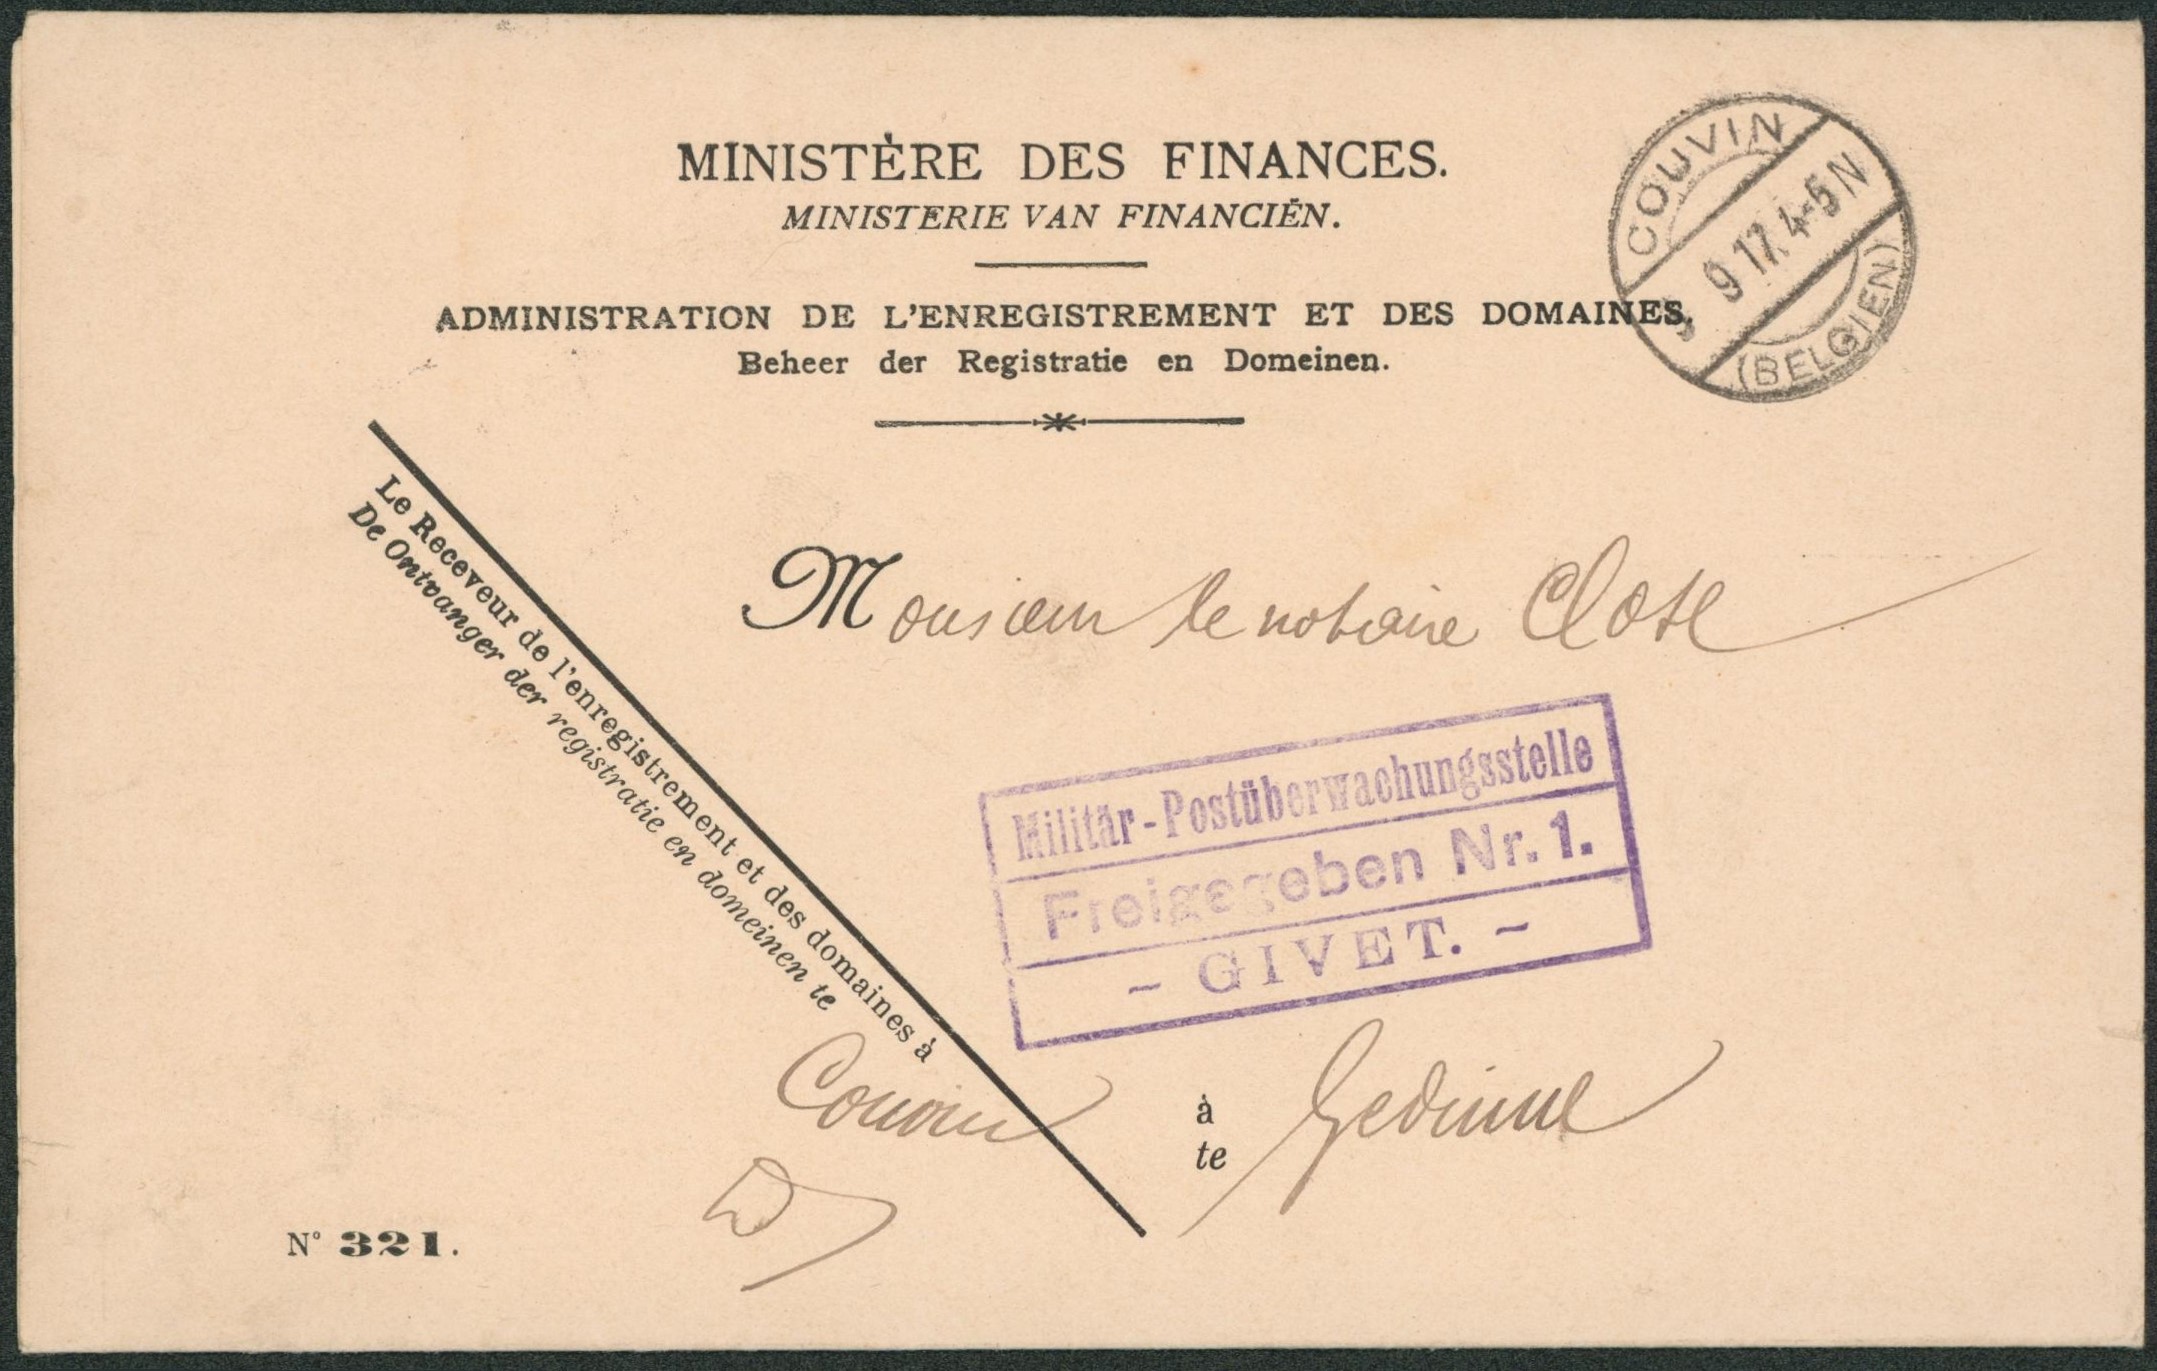 MINISTÈRE DES FINANCES.
MINISTERIE VAN FINANCIËN.
ADMINISTRATION DE L'ENREGISTREMENT ET DES DOMAINES.
Beheer der Registratie en Domeinen.
COUVIN
9 17. 4-5 N
(BELGIEN)
Le Receveur de l'enregistrement et des domaines à
De Ontvanger der registratie en domeinen te
Couvin
Monsieur le notaire
Militär-Postüberwachungsstelle
Freigegeben Nr. 1.
~ GIVET. ~
à Gedinne
te
N° 321.